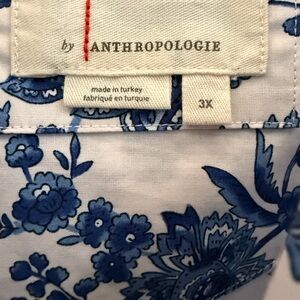 by ANTHROPOLOGIE
made in turkey
fabriqué en turquie
3X